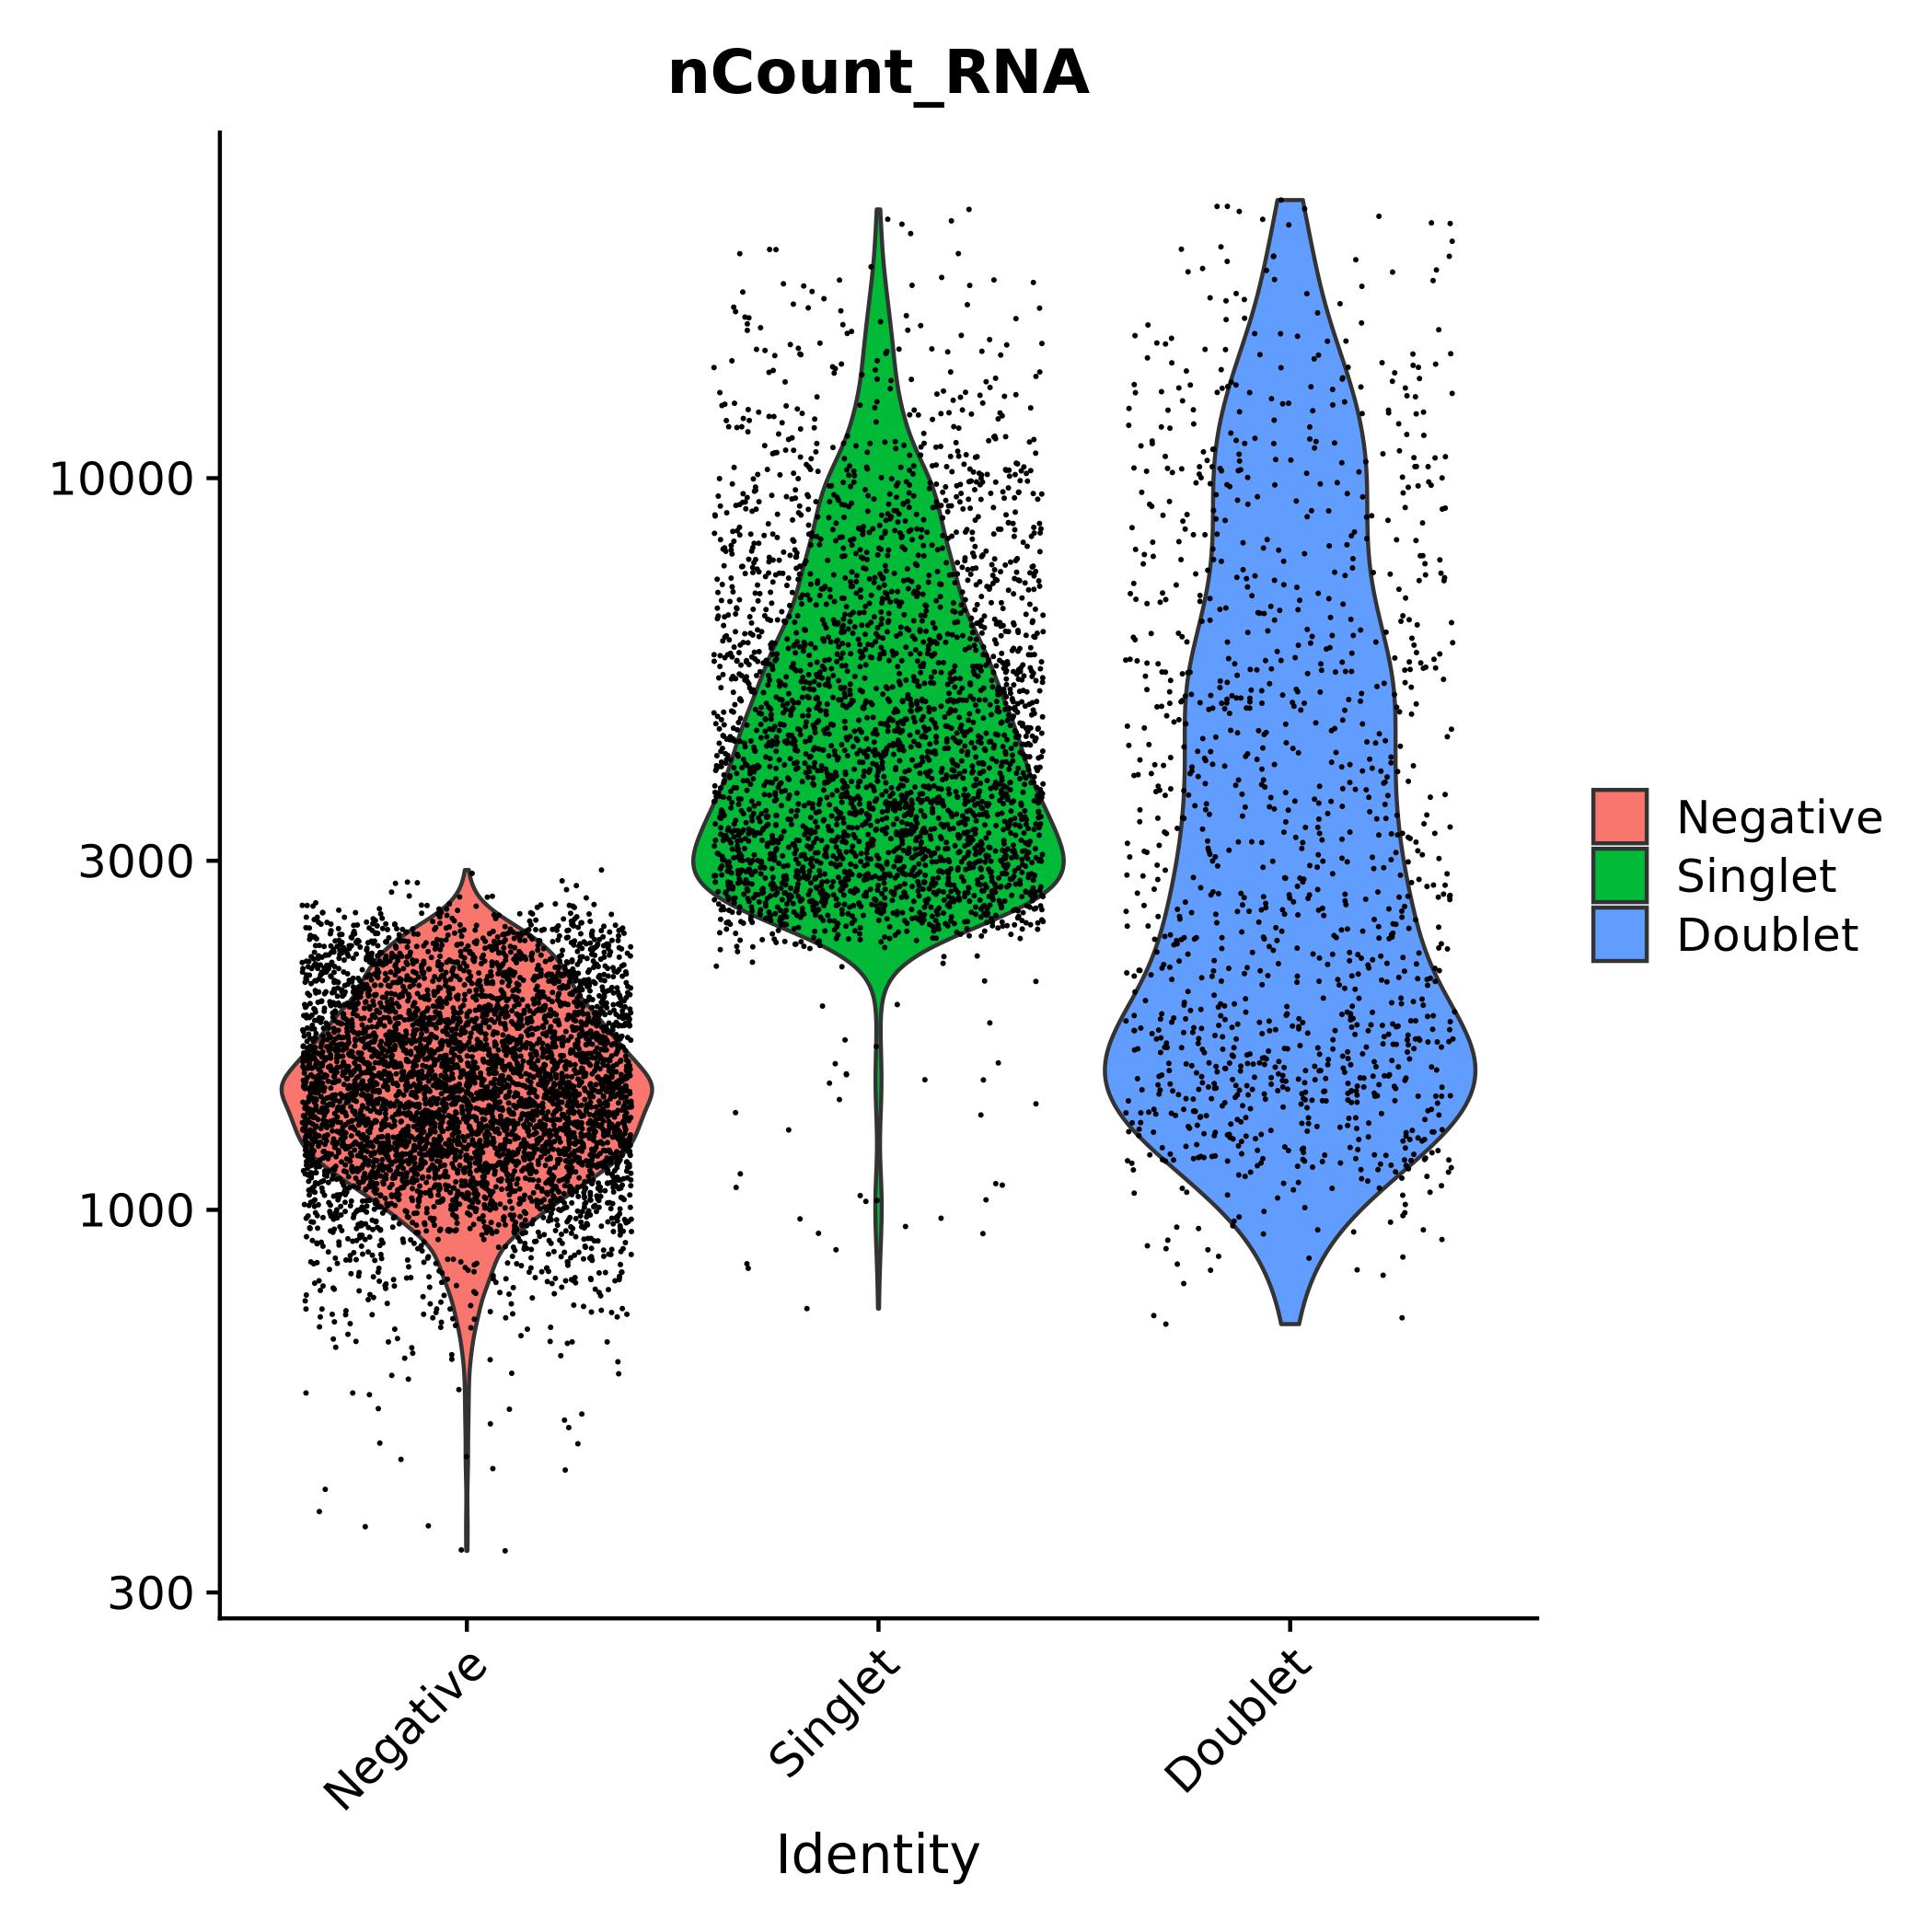 nCount_RNA
10000
3000
1000
300
Negative
Singlet
Doublet
Identity
Negative
Singlet
Doublet